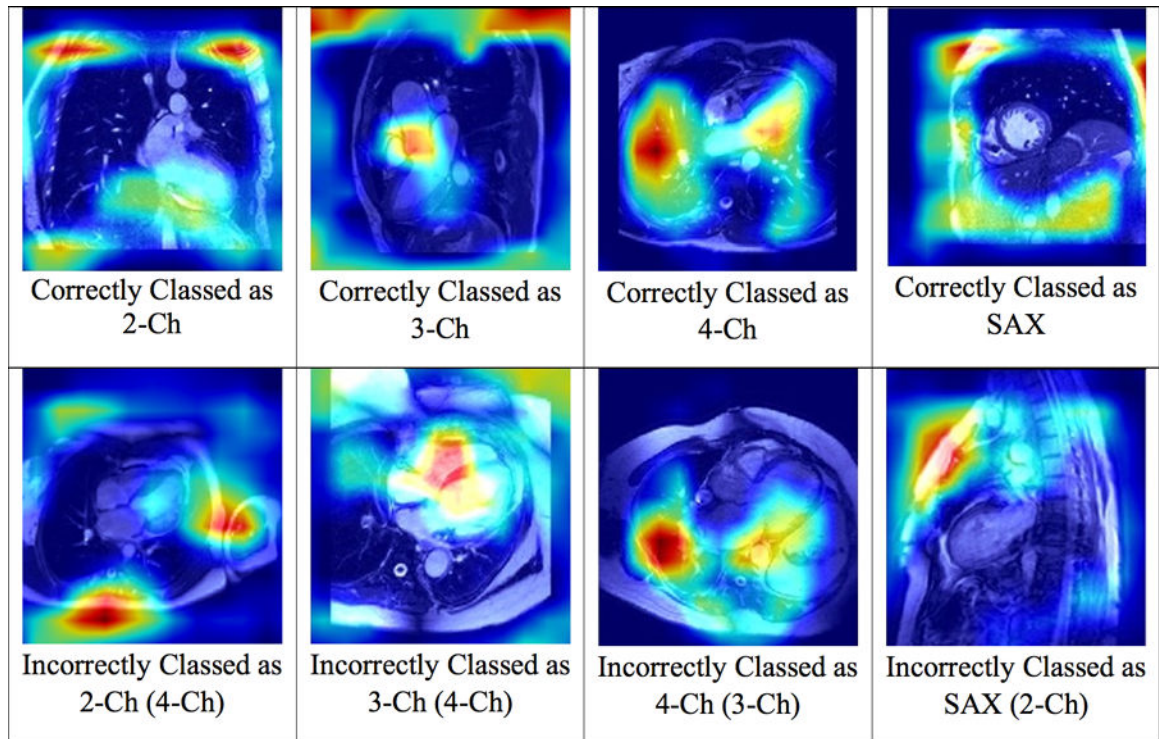 Correctly Classed as
2-Ch
Correctly Classed as
3-Ch
Correctly Classed as
4-Ch
Correctly Classed as
SAX
Incorrectly Classed as
2-Ch (4-Ch)
Incorrectly Classed as
3-Ch (4-Ch)
Incorrectly Classed as
4-Ch (3-Ch)
Incorrectly Classed as
SAX (2-Ch)